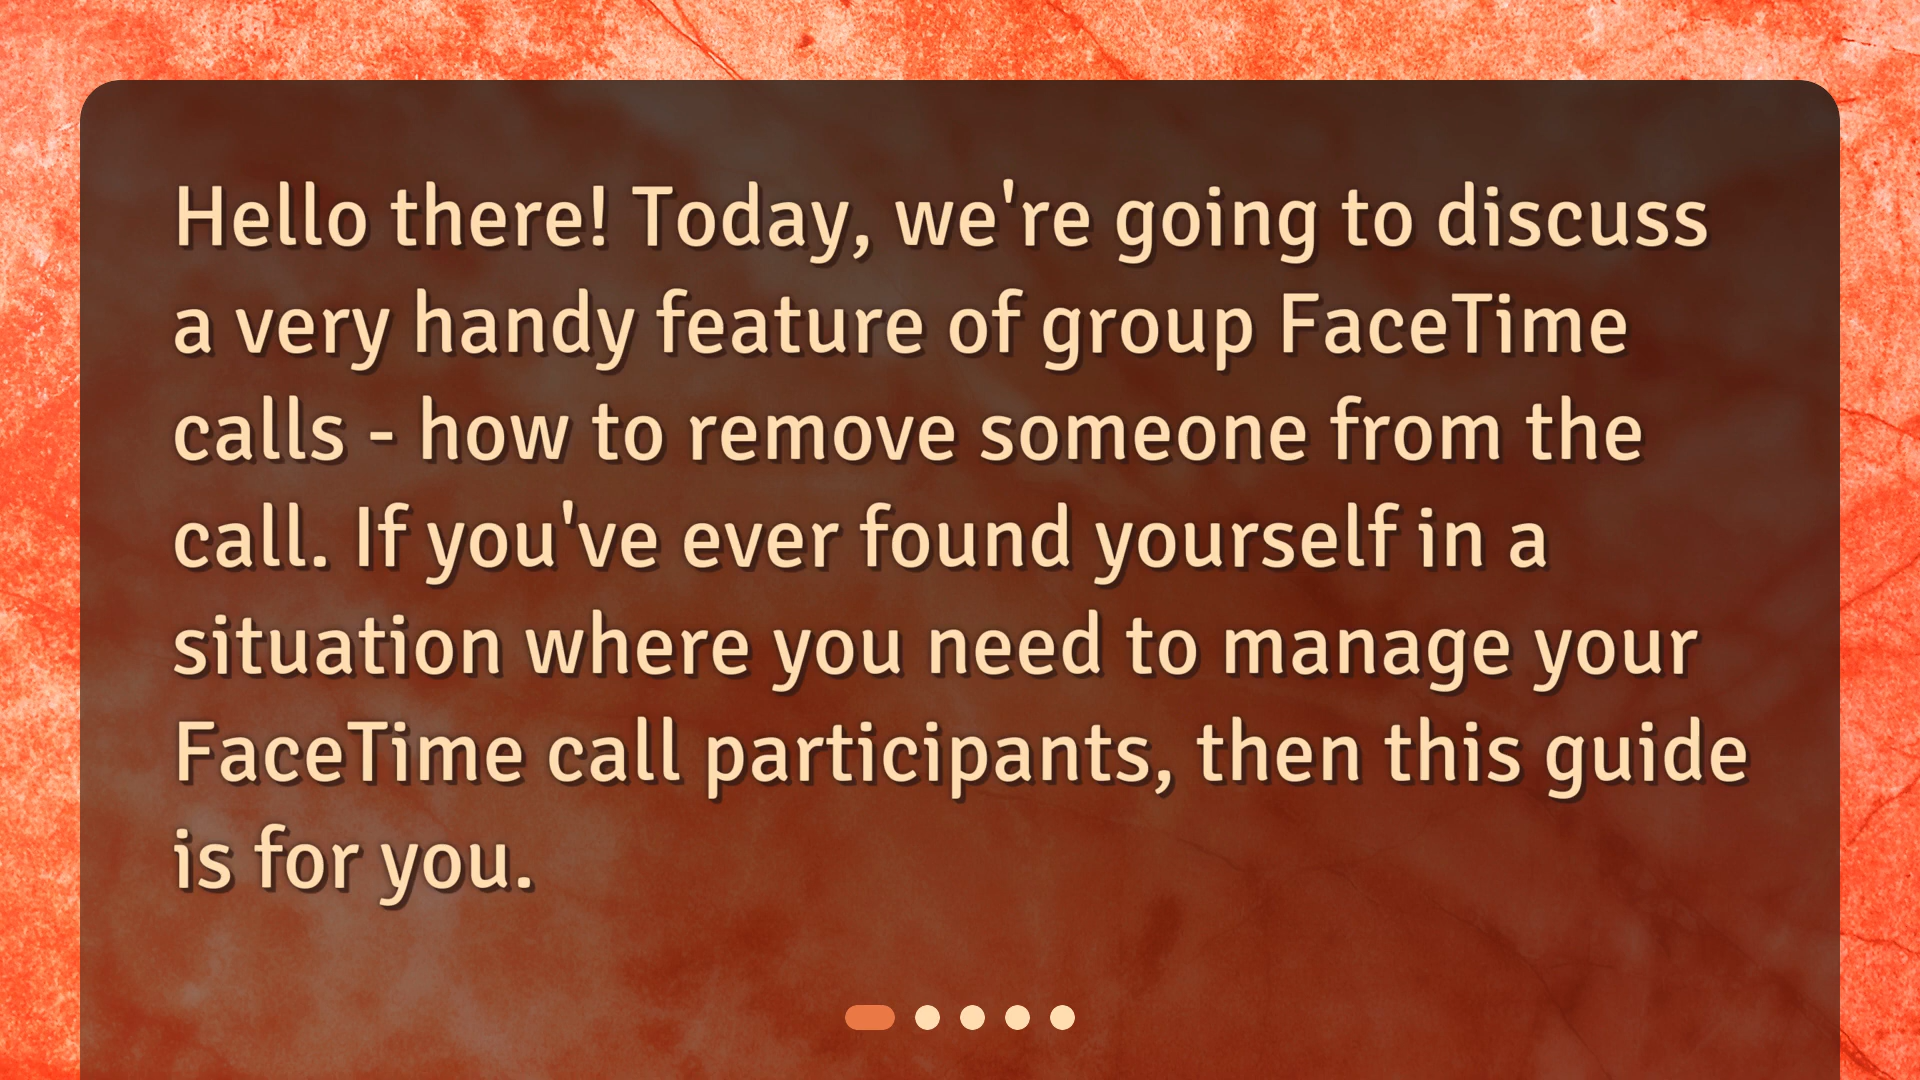 Hello there! Today, we're going to discuss
a very handy feature of group FaceTime
calls - how to remove someone from the
call. If you've ever found yourself in a
situation where you need to manage your
FaceTime call participants, then this guide
is for you.